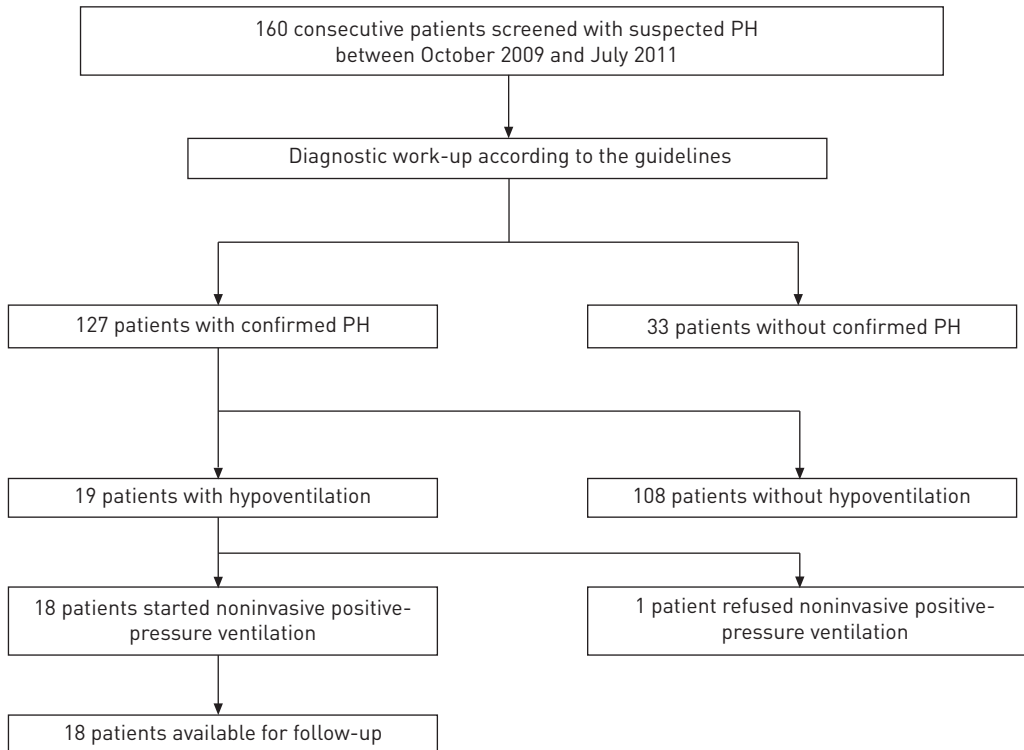 160 consecutive patients screened with suspected PH
between October 2009 and July 2011
Diagnostic work-up according to the guidelines
127 patients with confirmed PH
33 patients without confirmed PH
19 patients with hypoventilation
108 patients without hypoventilation
18 patients started noninvasive positive-
pressure ventilation
1 patient refused noninvasive positive-
pressure ventilation
18 patients available for follow-up